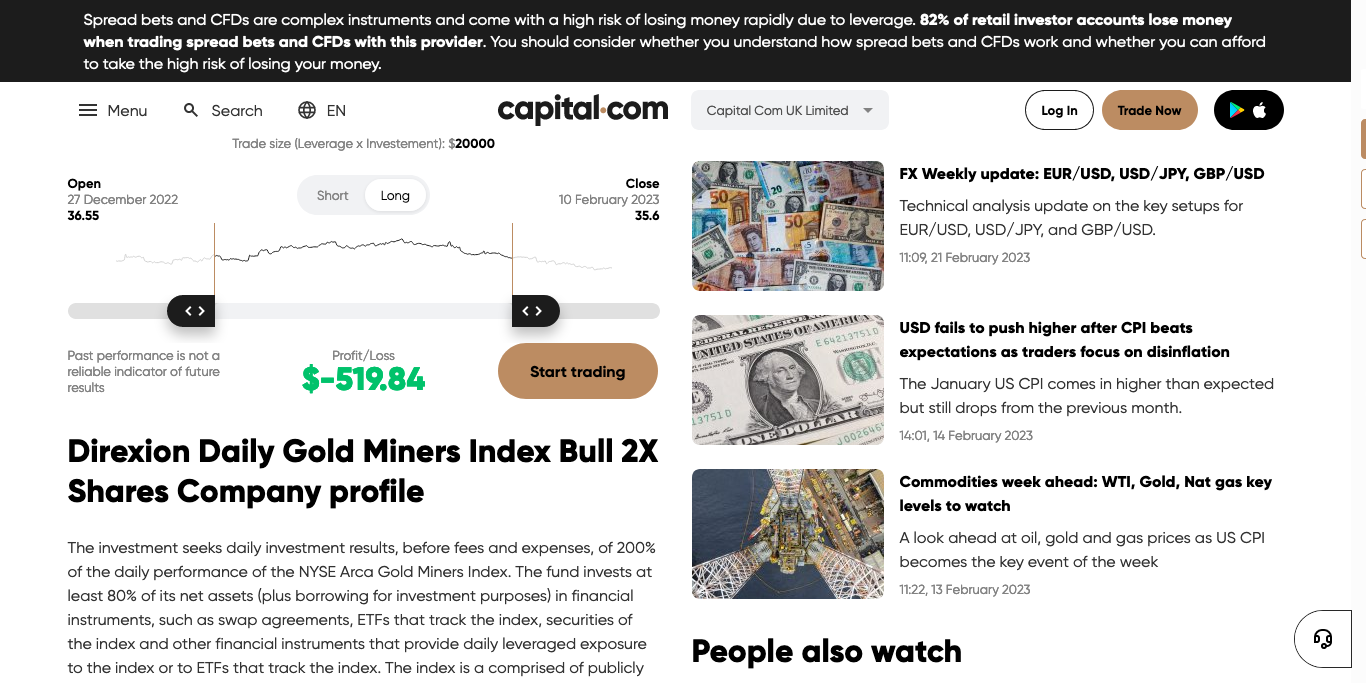 Spread bets and CFDs are complex instruments and come with a high risk of losing money rapidly due to leverage. 82% of retail investor accounts lose money
when trading spread bets and CFDs with this provider. You should consider whether you understand how spread bets and CFDs work and whether you can afford
to take the high risk of losing your money.
Menu
Search
EN
capital.com
Capital Com UK Limited
Log In
Trade Now
Trade size (Leverage x Investement): $20000
Open
27 December 2022
36.55
Short
Long
Close
10 February 2023
35.6
Past performance is not a
reliable indicator of future
results
Profit/Loss
$-519.84
Start trading
Direxion Daily Gold Miners Index Bull 2X
Shares Company profile
The investment seeks daily investment results, before fees and expenses, of 200%
of the daily performance of the NYSE Arca Gold Miners Index. The fund invests at
least 80% of its net assets (plus borrowing for investment purposes) in financial
instruments, such as swap agreements, ETFs that track the index, securities of
the index and other financial instruments that provide daily leveraged exposure
to the index or to ETFs that track the index. The index is a comprised of publicly
FX Weekly update: EUR/USD, USD/JPY, GBP/USD
Technical analysis update on the key setups for
EUR/USD, USD/JPY, and GBP/USD.
11:09, 21 February 2023
UNITED STATES OF AMERICA
E 64213751 D
13751 D
ONE DOLLAR
USD fails to push higher after CPI beats
expectations as traders focus on disinflation
The January US CPI comes in higher than expected
but still drops from the previous month.
14:01, 14 February 2023
Commodities week ahead: WTI, Gold, Nat gas key
levels to watch
A look ahead at oil, gold and gas prices as US CPI
becomes the key event of the week
11:22, 13 February 2023
People also watch